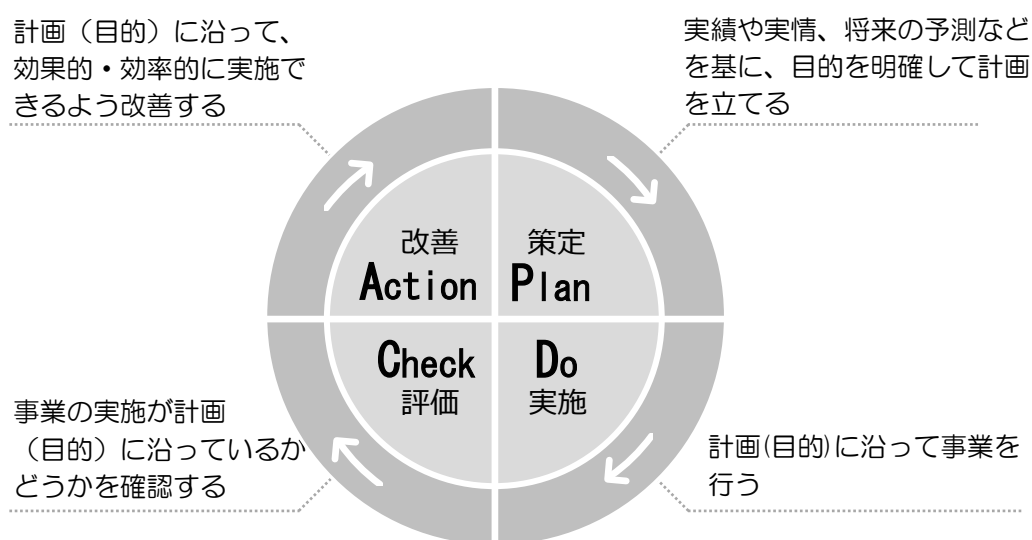 計画（目的）に沿って、
効果的・効率的に実施で
きるよう改善する
実績や実情、将来の予測など
を基に、目的を明確して計画
を立てる
改善
Action
策定
Plan
Check
評価
Do
実施
事業の実施が計画
（目的）に沿っているか
どうかを確認する
計画(目的)に沿って事業を
行う